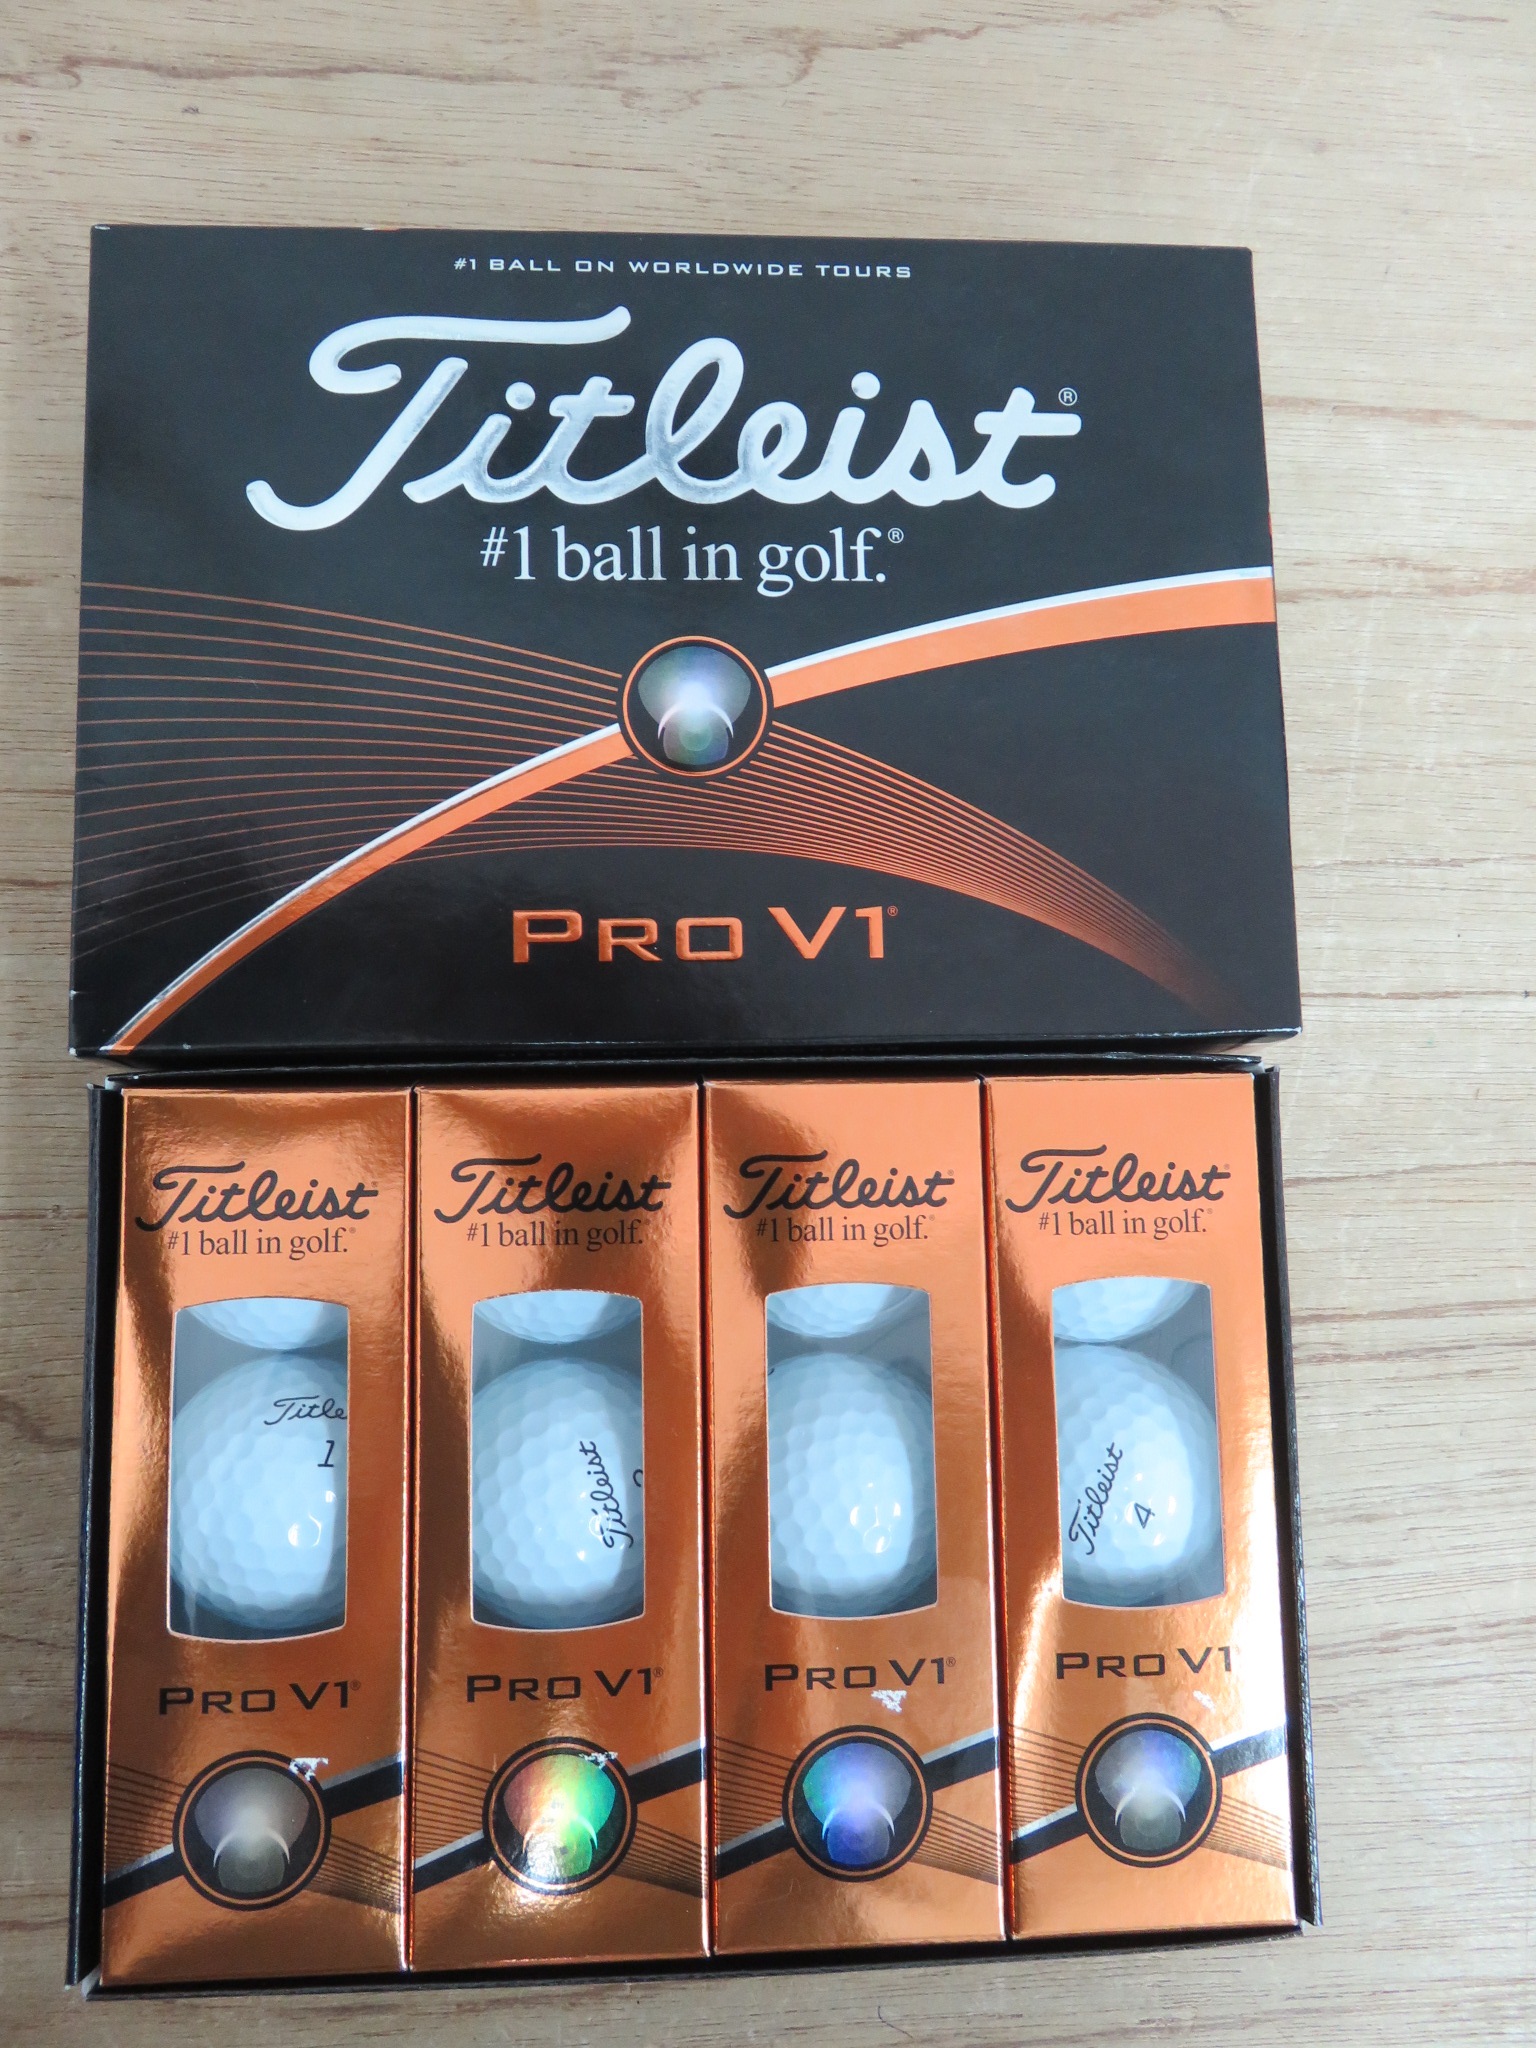 #1 BALL ON WORLDWIDE TOURS
Titleist®
#1 ball in golf.®
PRO V1®
Titleist®
#1 ball in golf.®
Titleist®
#1 ball in golf.®
Titleist®
#1 ball in golf.®
Titleist®
#1 ball in golf.®
Title
1
Titleist
Titleist
4
PRO V1®
PRO V1®
PRO V1®
PRO V1